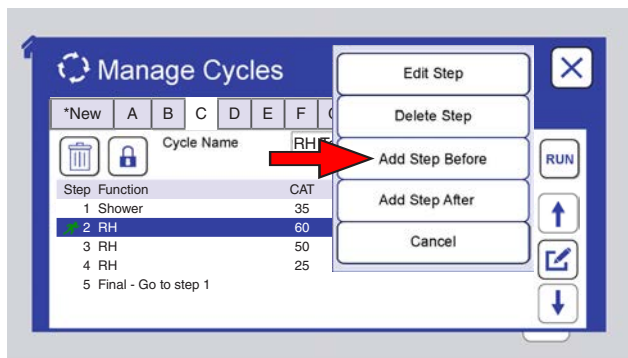 Manage Cycles
*New A B C D E F
Cycle Name RH
Step Function CAT
1 Shower 35
2 RH 60
3 RH 50
4 RH 25
5 Final - Go to step 1
Edit Step
Delete Step
Add Step Before
Add Step After
Cancel
RUN